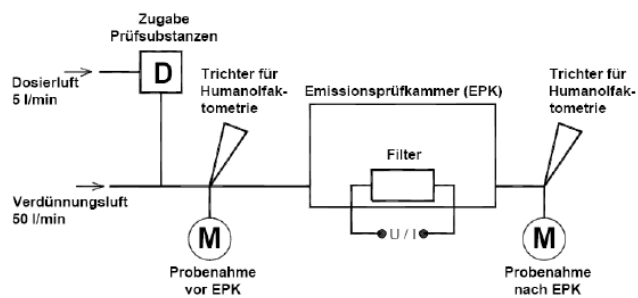 Zugabe
Prüfsubstanzen
Dosierluft
5 l/min
D
Trichter für
Humanolfak-
tometrie
Emissionsprüfkammer (EPK)
Trichter für
Humanolfak-
tometrie
Filter
Verdünnungsluft
50 l/min
M
U / I
M
Probenahme
vor EPK
Probenahme
nach EPK